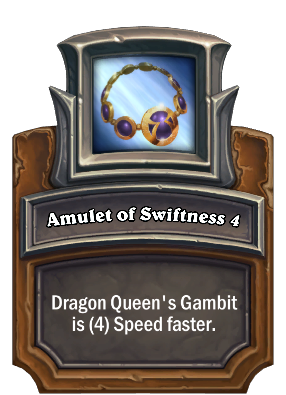 Amulet of Swiftness 4
Dragon Queen's Gambit
is (4) Speed faster.